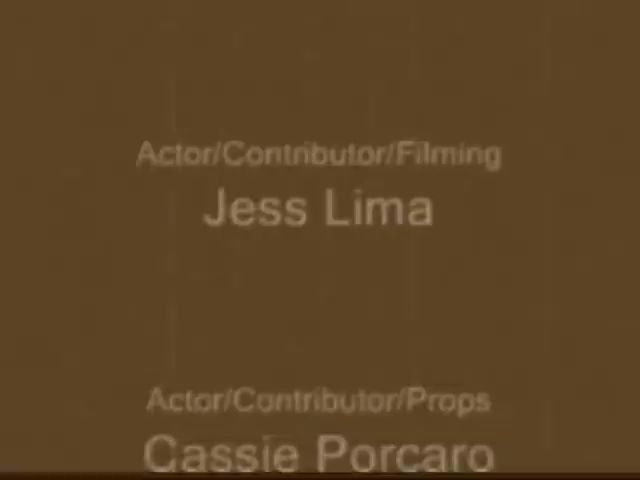 Actor/Contributor/Filming
Jess Lima
Actor/Contributor/Props
Cassie Porcaro